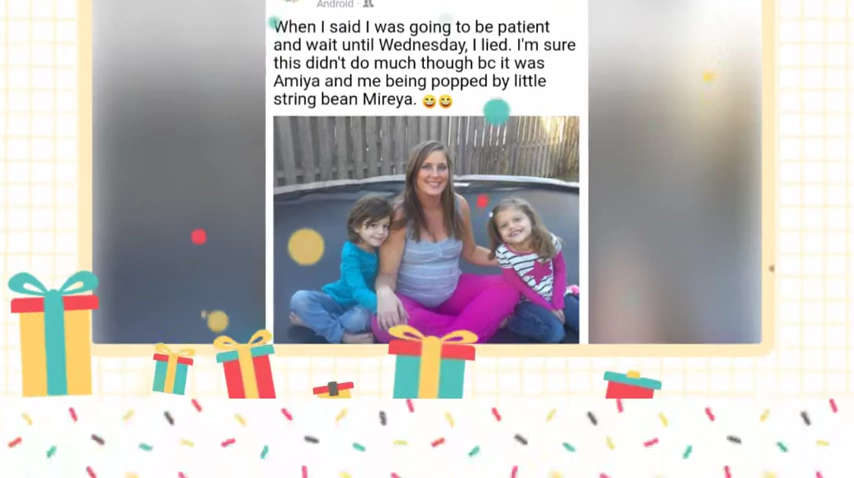 Android ·
When I said I was going to be patient
and wait until Wednesday, I lied. I'm sure
this didn't do much though bc it was
Amiya and me being popped by little
string bean Mireya. 😄😄